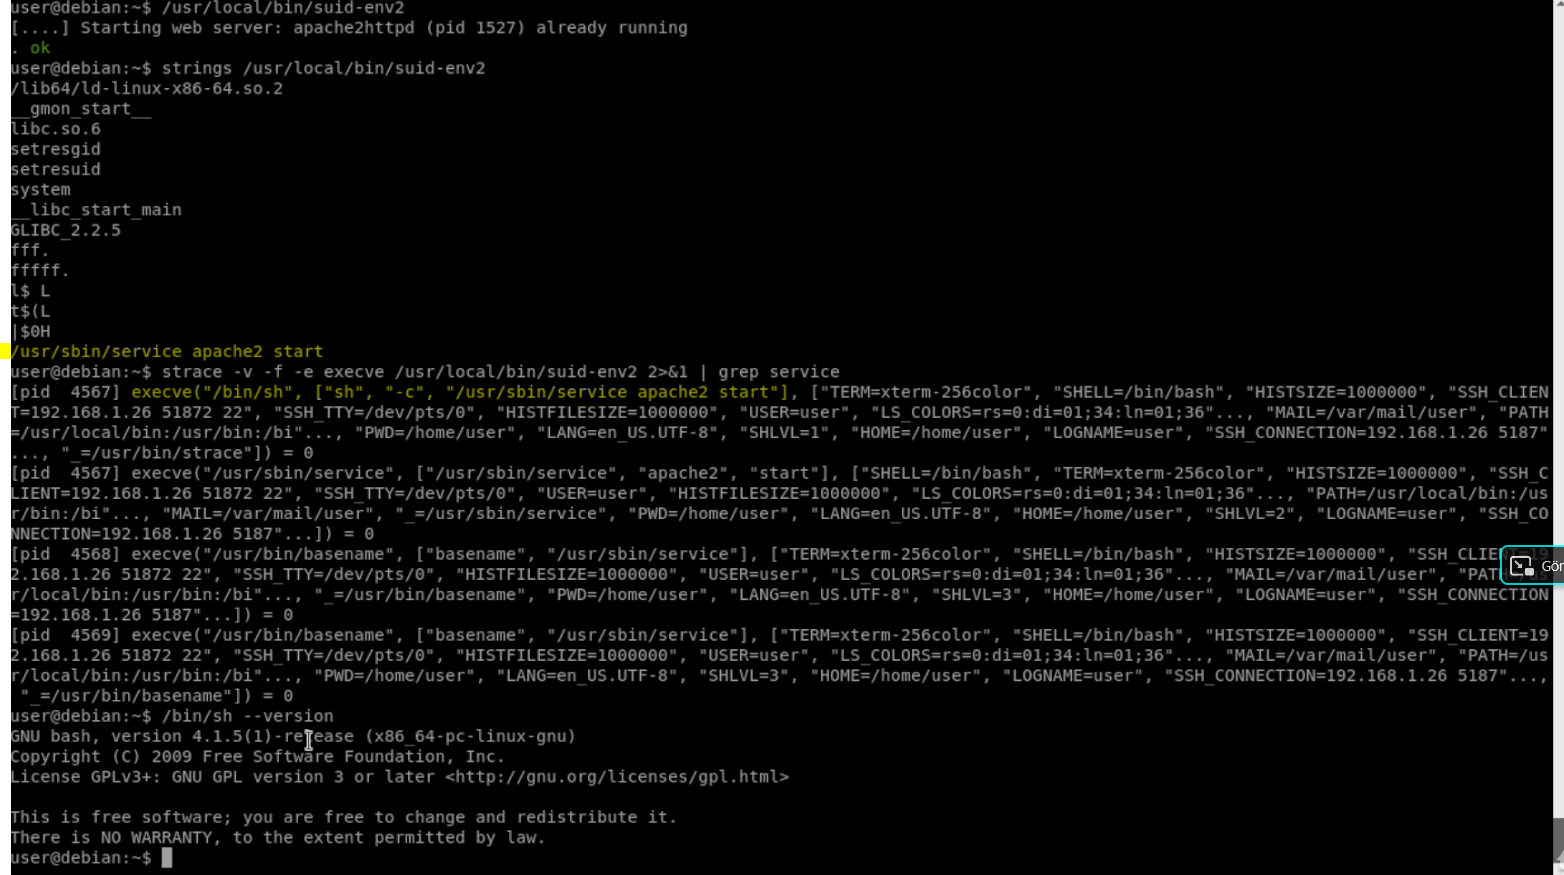 user@debian:~$ /usr/local/bin/suid-env2
[....] Starting web server: apache2httpd (pid 1527) already running
. ok
user@debian:~$ strings /usr/local/bin/suid-env2
/lib64/ld-linux-x86-64.so.2
__gmon_start__
libc.so.6
setresgid
setresuid
system
__libc_start_main
GLIBC_2.2.5
fff.
fffff.
l$ L
t$(L
|$0H
/usr/sbin/service apache2 start
user@debian:~$ strace -v -f -e execve /usr/local/bin/suid-env2 2>&1 | grep service
[pid  4567] execve("/bin/sh", ["sh", "-c", "/usr/sbin/service apache2 start"], ["TERM=xterm-256color", "SHELL=/bin/bash", "HISTSIZE=1000000", "SSH_CLIEN
T=192.168.1.26 51872 22", "SSH_TTY=/dev/pts/0", "HISTFILESIZE=1000000", "USER=user", "LS_COLORS=rs=0:di=01;34:ln=01;36"..., "MAIL=/var/mail/user", "PATH
=/usr/local/bin:/usr/bin:/bi"..., "PWD=/home/user", "LANG=en_US.UTF-8", "SHLVL=1", "HOME=/home/user", "LOGNAME=user", "SSH_CONNECTION=192.168.1.26 5187"
..., "_=/usr/bin/strace"]) = 0
[pid  4567] execve("/usr/sbin/service", ["/usr/sbin/service", "apache2", "start"], ["SHELL=/bin/bash", "TERM=xterm-256color", "HISTSIZE=1000000", "SSH_C
LIENT=192.168.1.26 51872 22", "SSH_TTY=/dev/pts/0", "USER=user", "HISTFILESIZE=1000000", "LS_COLORS=rs=0:di=01;34:ln=01;36"..., "PATH=/usr/local/bin:/us
r/bin:/bi"..., "MAIL=/var/mail/user", "_=/usr/sbin/service", "PWD=/home/user", "LANG=en_US.UTF-8", "HOME=/home/user", "SHLVL=2", "LOGNAME=user", "SSH_CO
NNECTION=192.168.1.26 5187"...]) = 0
[pid  4568] execve("/usr/bin/basename", ["basename", "/usr/sbin/service"], ["TERM=xterm-256color", "SHELL=/bin/bash", "HISTSIZE=1000000", "SSH_CLIENT=19
2.168.1.26 51872 22", "SSH_TTY=/dev/pts/0", "HISTFILESIZE=1000000", "USER=user", "LS_COLORS=rs=0:di=01;34:ln=01;36"..., "MAIL=/var/mail/user", "PATH=/us
r/local/bin:/usr/bin:/bi"..., "_=/usr/bin/basename", "PWD=/home/user", "LANG=en_US.UTF-8", "SHLVL=3", "HOME=/home/user", "LOGNAME=user", "SSH_CONNECTION
=192.168.1.26 5187"...]) = 0
Gör
[pid  4569] execve("/usr/bin/basename", ["basename", "/usr/sbin/service"], ["TERM=xterm-256color", "SHELL=/bin/bash", "HISTSIZE=1000000", "SSH_CLIENT=19
2.168.1.26 51872 22", "SSH_TTY=/dev/pts/0", "HISTFILESIZE=1000000", "USER=user", "LS_COLORS=rs=0:di=01;34:ln=01;36"..., "MAIL=/var/mail/user", "PATH=/us
r/local/bin:/usr/bin:/bi"..., "PWD=/home/user", "LANG=en_US.UTF-8", "SHLVL=3", "HOME=/home/user", "LOGNAME=user", "SSH_CONNECTION=192.168.1.26 5187"...,
 "_=/usr/bin/basename"]) = 0
user@debian:~$ /bin/sh --version
GNU bash, version 4.1.5(1)-release (x86_64-pc-linux-gnu)
Copyright (C) 2009 Free Software Foundation, Inc.
License GPLv3+: GNU GPL version 3 or later <http://gnu.org/licenses/gpl.html>

This is free software; you are free to change and redistribute it.
There is NO WARRANTY, to the extent permitted by law.
user@debian:~$